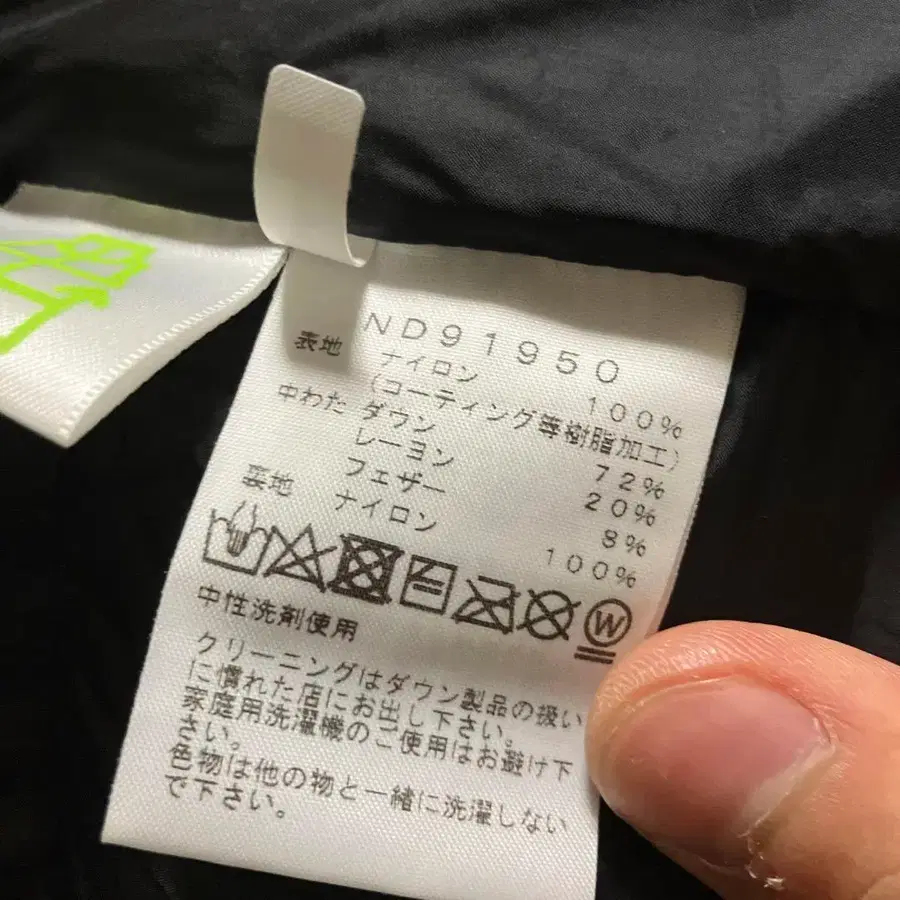 ND91950
表地 ナイロン 100%
(コーティング等樹脂加工)
中わた ダウン 72%
レーヨン 20%
フェザー 8%
裏地 ナイロン 100%
W
中性洗剤使用
クリーニングはダウン製品の扱い
に慣れた店にお出し下さい。
家庭用洗濯機のご使用はお避け下
さい。
色物は他の物と一緒に洗濯しない
で下さい。